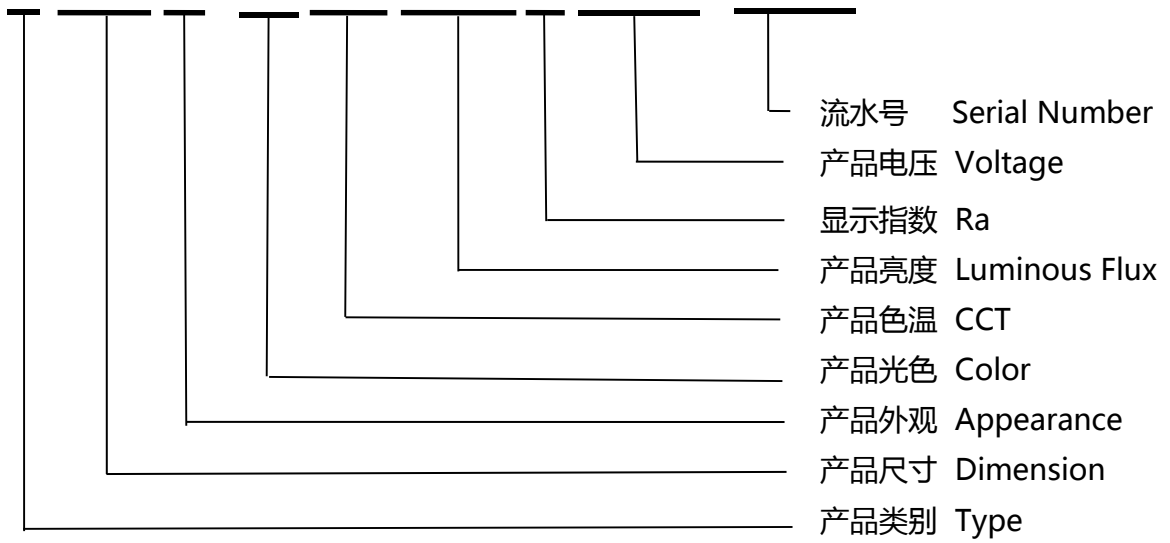 流水号 Serial Number
产品电压 Voltage
显示指数 Ra
产品亮度 Luminous Flux
产品色温 CCT
产品光色 Color
产品外观 Appearance
产品尺寸 Dimension
产品类别 Type